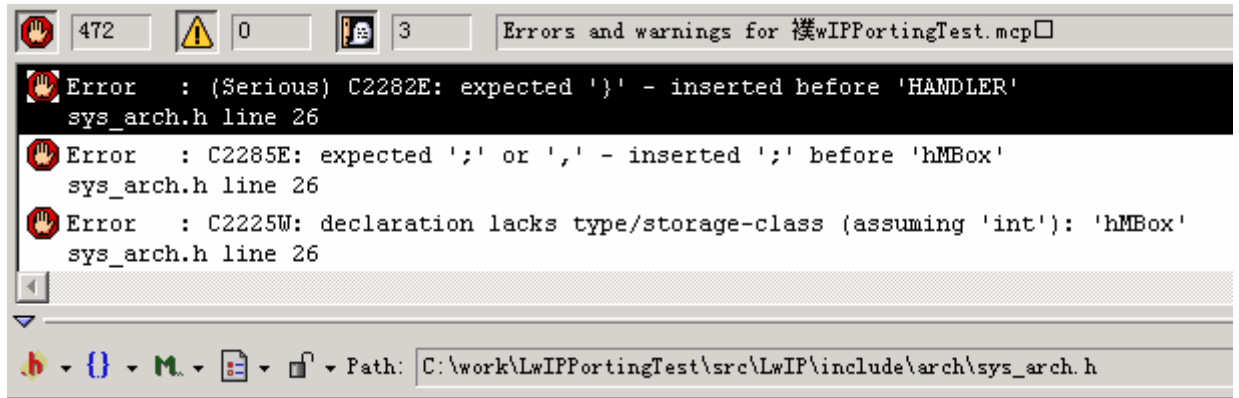 472 0 3 Errors and warnings for 襆wIPPortingTest.mcp□
Error : (Serious) C2282E: expected '}' - inserted before 'HANDLER'
sys_arch.h line 26
Error : C2285E: expected ';' or ',' - inserted ';' before 'hMBox'
sys_arch.h line 26
Error : C2225W: declaration lacks type/storage-class (assuming 'int'): 'hMBox'
sys_arch.h line 26
.h {} M.. Path: C:\work\LwIPPortingTest\src\LwIP\include\arch\sys_arch.h